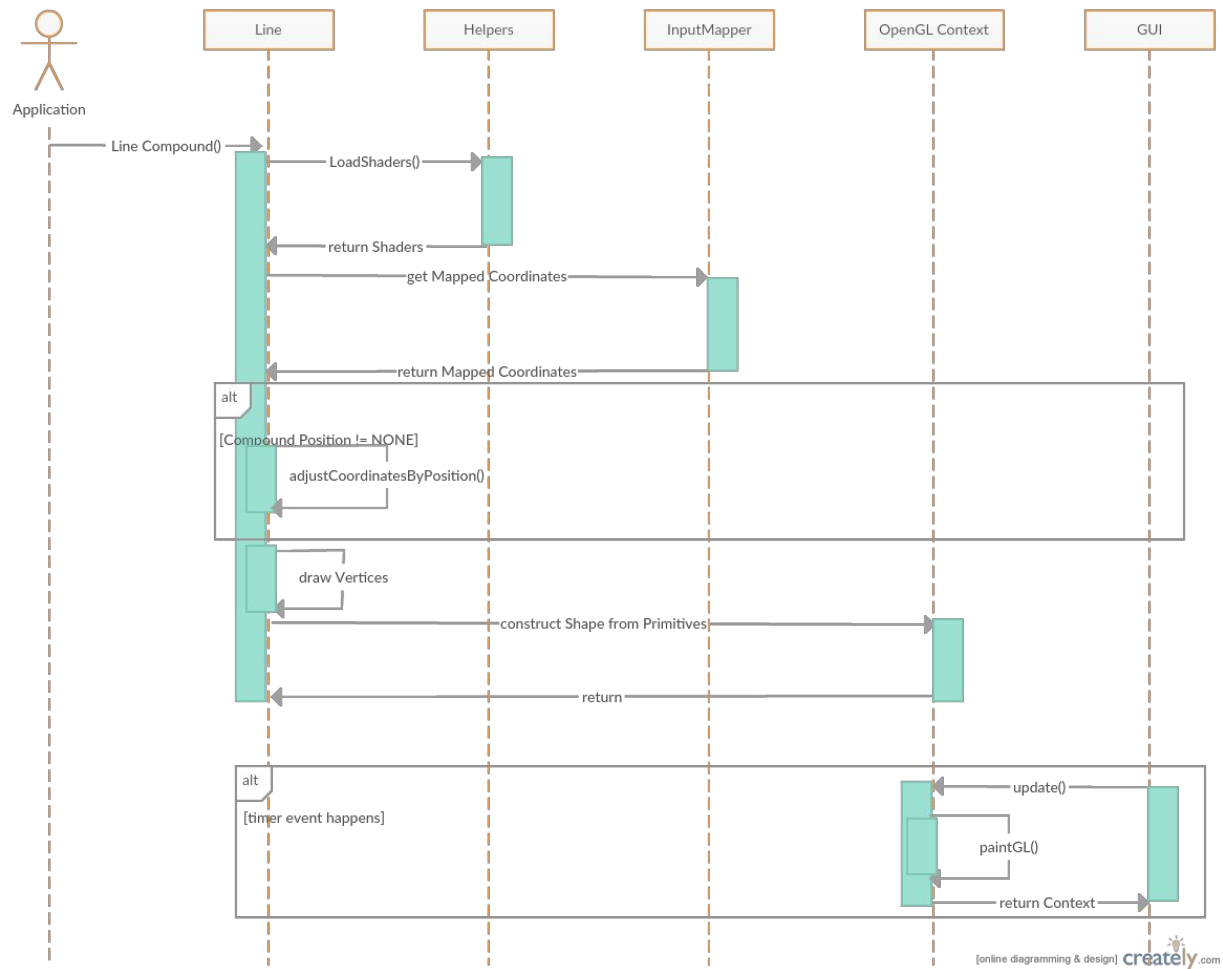 Line
Helpers
InputMapper
OpenGL Context
GUI
Application
Line Compound()
LoadShaders()
return Shaders
get Mapped Coordinates
return Mapped Coordinates
alt
[Compound Position != NONE]
adjustCoordinatesByPosition()
draw Vertices
construct Shape from Primitives
return
alt
update()
[timer event happens]
paintGL()
return Context
[online diagramming & design] creately.com